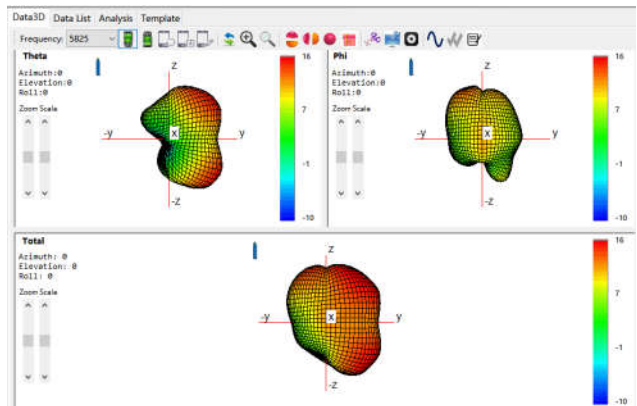 Data3D Data List Analysis Template
Frequency: 5825
Theta
Azimuth:0
Elevation:0
Roll:0
Zoom Scale
z
-y
x
y
-z
16
7
-1
-10
Phi
Azimuth:0
Elevation:0
Roll:0
Zoom Scale
z
-y
x
y
-z
16
7
-1
-10
Total
Azimuth: 0
Elevation: 0
Roll: 0
Zoom Scale
z
-y
x
y
-z
16
7
-1
-10